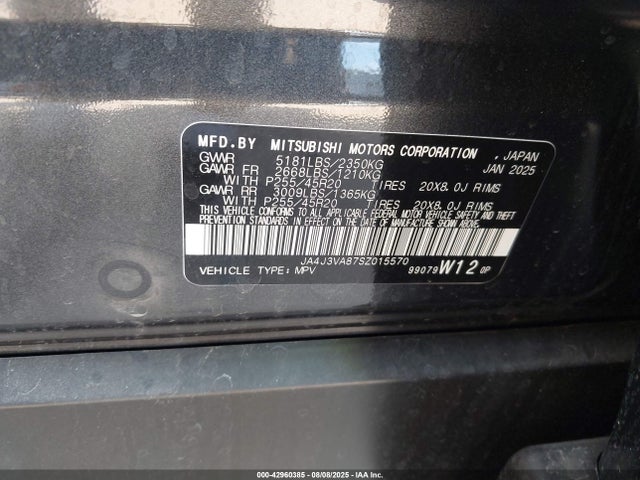 MFD.BY MITSUBISHI MOTORS CORPORATION , JAPAN
GVWR 5181LBS/2350KG JAN 2025
GAWR FR 2668LBS/1210KG
WITH P255/45R20 TIRES 20X8.0J RIMS
GAWR RR 3009LBS/1365KG
WITH P255/45R20 TIRES 20X8.0J RIMS
THIS VEHICLE CONFORMS TO ALL APPLICABLE FEDERAL MOTOR VEHICLE SAFETY AND THEFT
PREVENTION STANDARDS IN EFFECT ON THE DATE OF MANUFACTURE SHOWN ABOVE.
JA4J3VA87SZ015570
VEHICLE TYPE: MPV 99079 W12 0P
000-42960385 - 08/08/2025 - IAA Inc.